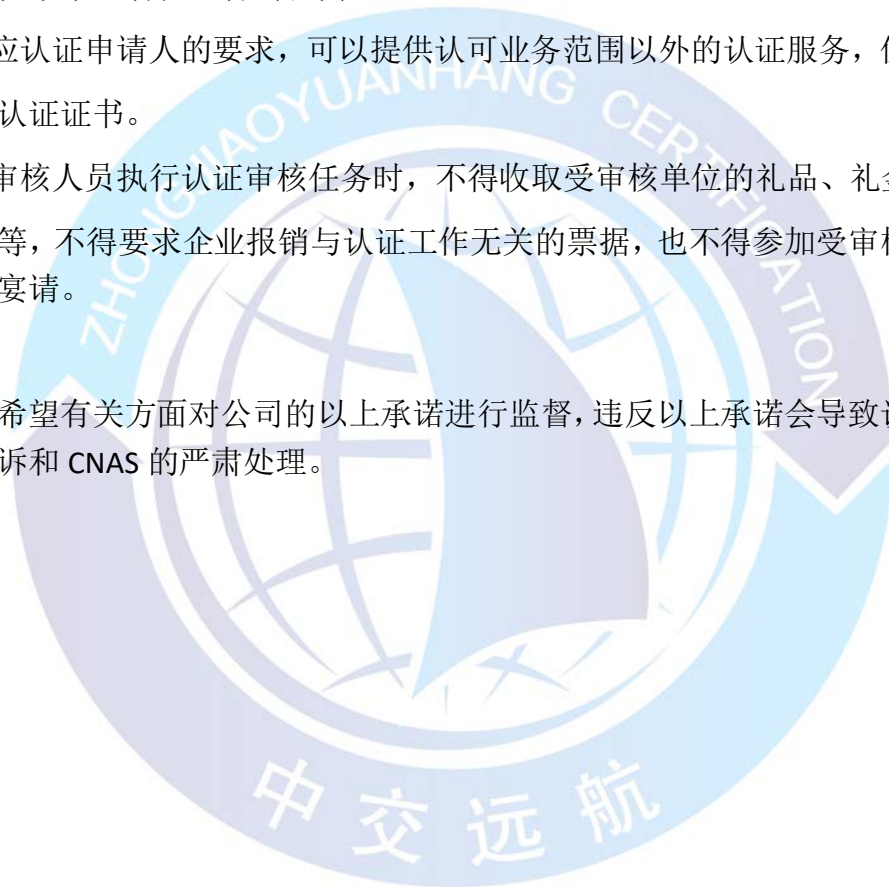 应认证申请人的要求，可以提供认可业务范围以外的认证服务，
认证证书。
审核人员执行认证审核任务时，不得收取受审核单位的礼品、礼
等，不得要求企业报销与认证工作无关的票据，也不得参加受审
宴请。
希望有关方面对公司的以上承诺进行监督，违反以上承诺会导致
诉和 CNAS 的严肃处理。
ZHONGJIAOYUANHANG CERTIFICATION
中交远航